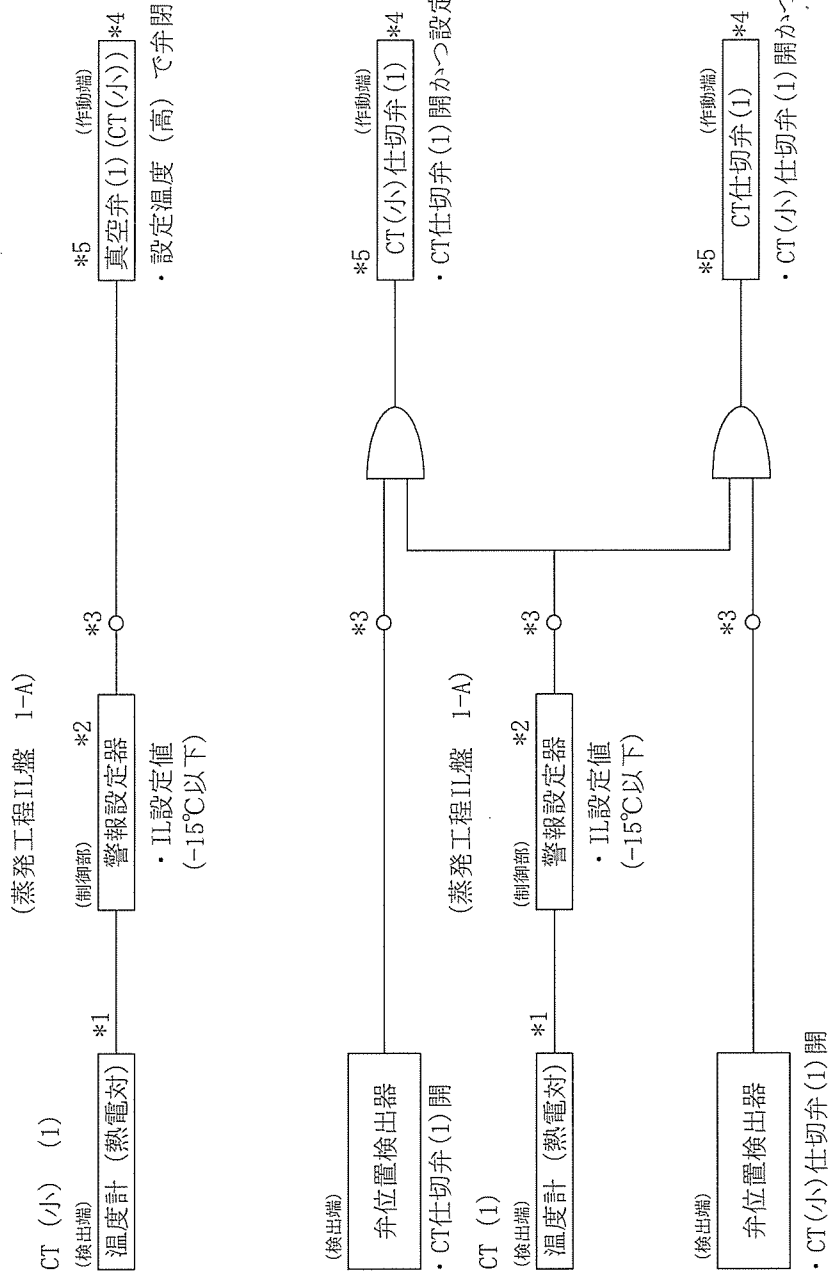 CT (小) (1)
(蒸発工程IL盤 1-A)
(検出端)
温度計 (熱電対)
*1
(制御部)
*2
警報設定器
・IL設定値
(-15℃以下)
*3
*5
(作動端)
真空弁(1) (CT(小))
*4
・設定温度 (高) で弁閉
(検出端)
弁位置検出器
・CT仕切弁(1)開
*3
*5
(作動端)
CT(小)仕切弁(1)
*4
・CT仕切弁(1)開かつ設定
CT (1)
(蒸発工程IL盤 1-A)
(検出端)
温度計 (熱電対)
*1
(制御部)
*2
警報設定器
・IL設定値
(-15℃以下)
*3
(検出端)
弁位置検出器
・CT(小)仕切弁(1)開
*3
*5
(作動端)
CT仕切弁(1)
*4
・CT(小)仕切弁(1)開か